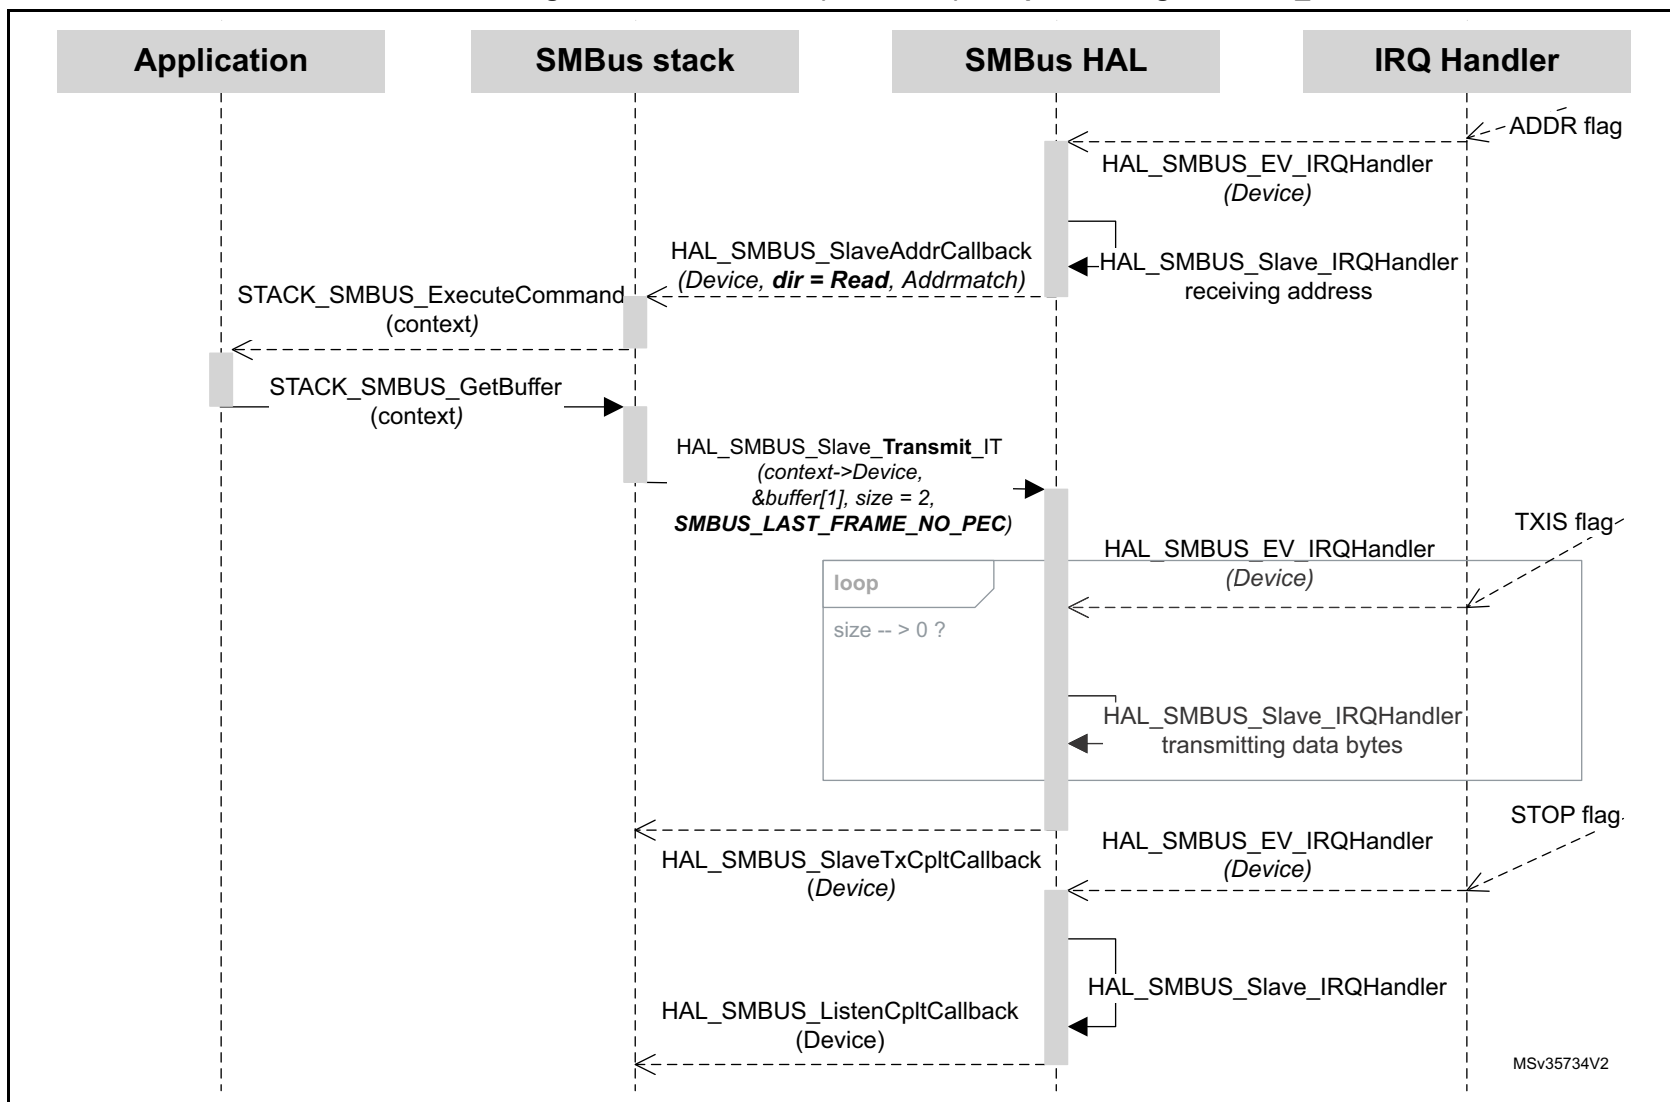 Application
SMBus stack
SMBus HAL
IRQ Handler
ADDR flag
HAL_SMBUS_EV_IRQHandler
(Device)
HAL_SMBUS_SlaveAddrCallback
(Device, dir = Read, Addrmatch)
HAL_SMBUS_Slave_IRQHandler
receiving address
STACK_SMBUS_ExecuteCommand
(context)
STACK_SMBUS_GetBuffer
(context)
HAL_SMBUS_Slave_Transmit_IT
(context->Device,
&buffer[1], size = 2,
SMBUS_LAST_FRAME_NO_PEC)
TXIS flag
HAL_SMBUS_EV_IRQHandler
(Device)
loop
size -- > 0 ?
HAL_SMBUS_Slave_IRQHandler
transmitting data bytes
STOP flag
HAL_SMBUS_EV_IRQHandler
(Device)
HAL_SMBUS_SlaveTxCpltCallback
(Device)
HAL_SMBUS_Slave_IRQHandler
HAL_SMBUS_ListenCpltCallback
(Device)
MSv35734V2